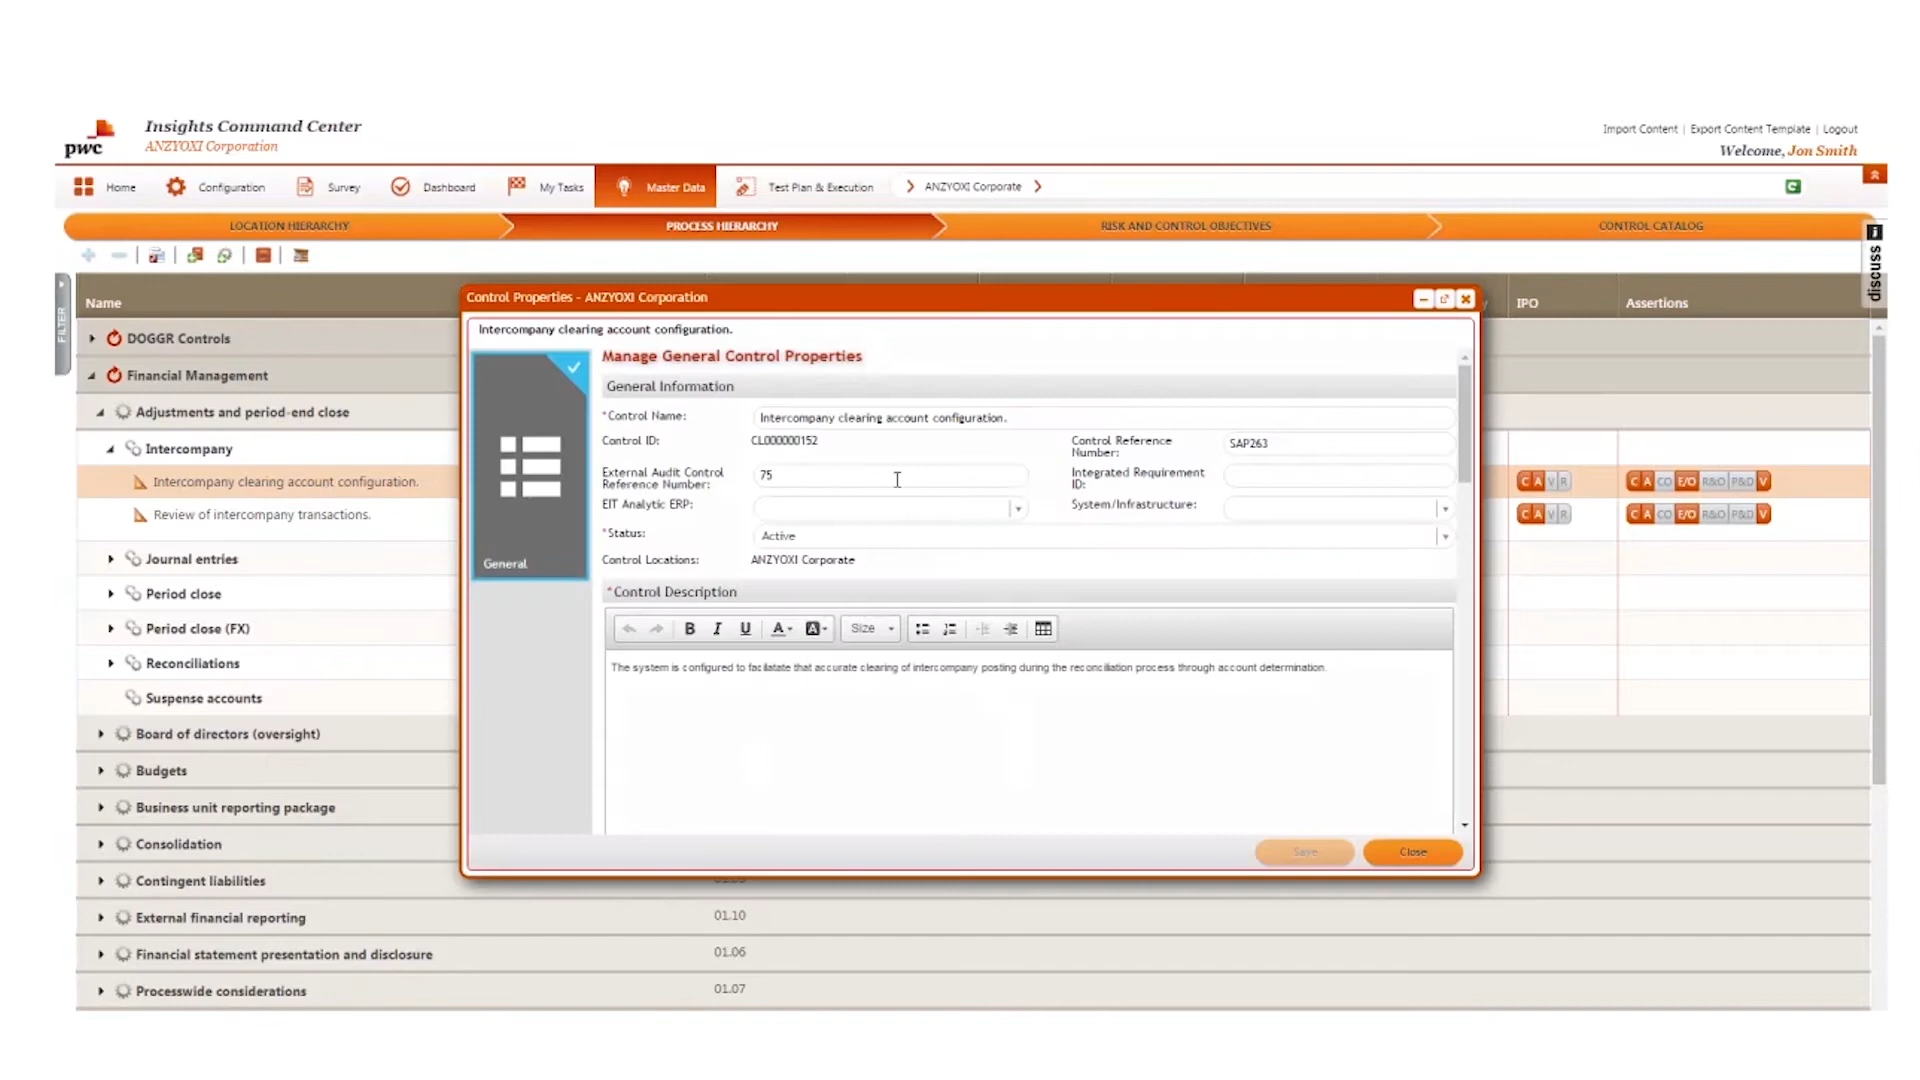 pwc
Insights Command Center
ANZYOXI Corporation
Import Content | Export Content Template | Logout
Welcome, Jon Smith
Home
Configuration
Survey
Dashboard
My Tasks
Master Data
Test Plan & Execution
ANZYOXI Corporate
LOCATION HIERARCHY
PROCESS HIERARCHY
RISK AND CONTROL OBJECTIVES
CONTROL CATALOG
discuss
FILTER
Name
IPO
Assertions
DOGGR Controls
Financial Management
Adjustments and period-end close
Intercompany
Intercompany clearing account configuration.
C A V R
C A CO E/O R&O P&D V
Review of intercompany transactions.
C A V R
C A CO E/O R&O P&D V
Journal entries
Period close
Period close (FX)
Reconciliations
Suspense accounts
Board of directors (oversight)
Budgets
Business unit reporting package
Consolidation
Contingent liabilities
External financial reporting
01.10
Financial statement presentation and disclosure
01.06
Processwide considerations
01.07
Control Properties - ANZYOXI Corporation
Intercompany clearing account configuration.
General
Manage General Control Properties
General Information
*Control Name:
Intercompany clearing account configuration.
Control ID:
CL000000152
Control Reference
Number:
SAP263
External Audit Control
Reference Number:
75
Integrated Requirement
ID:
EIT Analytic ERP:
System/Infrastructure:
*Status:
Active
Control Locations:
ANZYOXI Corporate
*Control Description
B I U A A Size
The system is configured to facilatate that accurate clearing of intercompany posting during the reconciliation process through account determination.
Save
Close